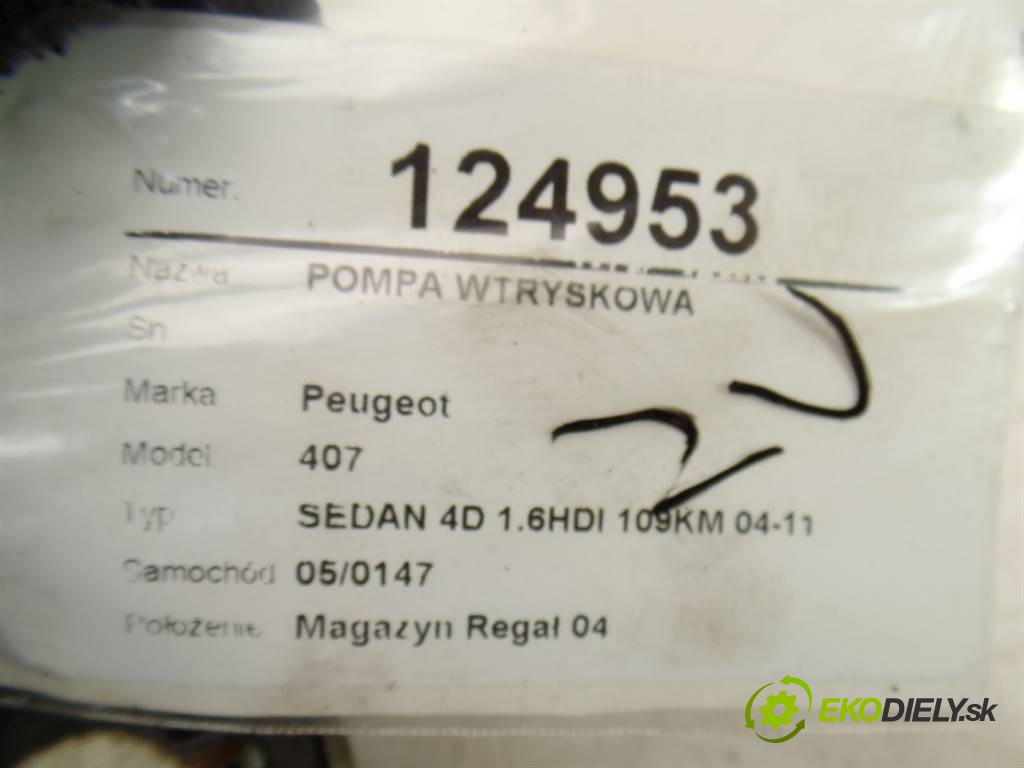 Numer. 124953
Nazwa POMPA WTRYSKOWA
Sn
Marka Peugeot
Model 407
Typ SEDAN 4D 1.6HDI 109KM 04-11
Samochód 05/0147
Położenie Magazyn Regał 04
EKODIELY.sk